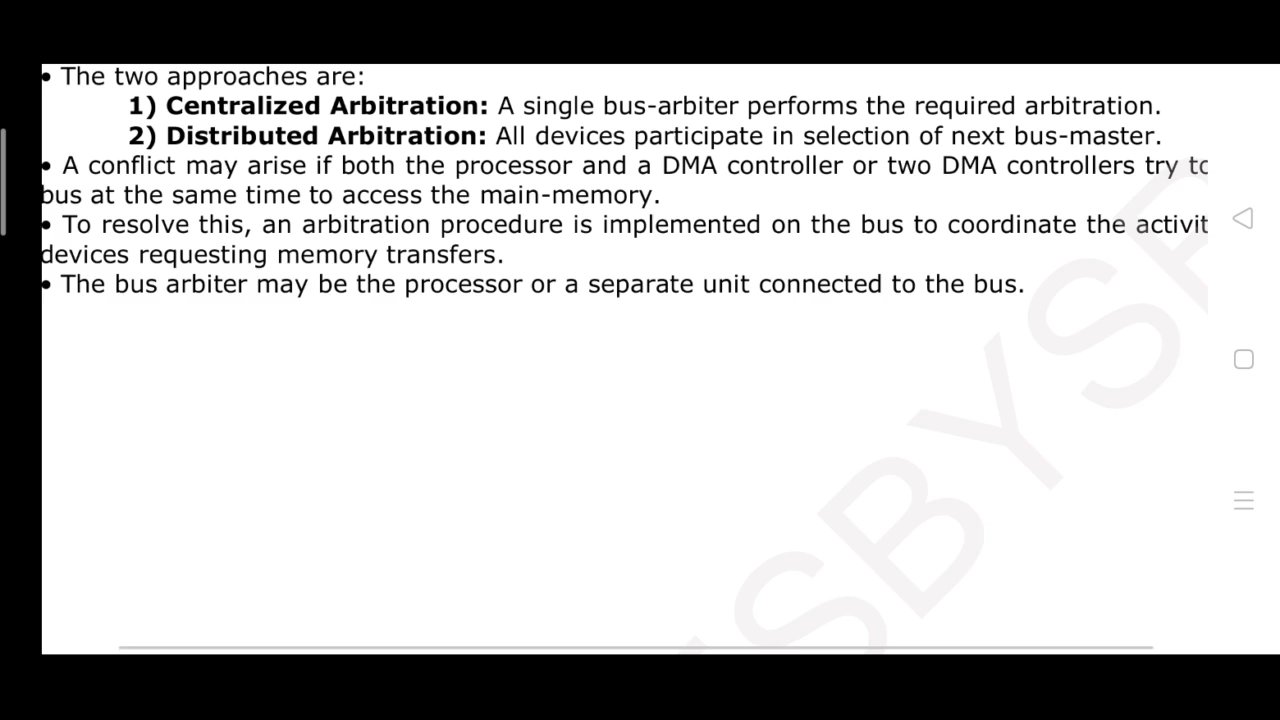 • The two approaches are:
1) Centralized Arbitration: A single bus-arbiter performs the required arbitration.
2) Distributed Arbitration: All devices participate in selection of next bus-master.
• A conflict may arise if both the processor and a DMA controller or two DMA controllers try to
bus at the same time to access the main-memory.
• To resolve this, an arbitration procedure is implemented on the bus to coordinate the activit
devices requesting memory transfers.
• The bus arbiter may be the processor or a separate unit connected to the bus.
SBYSP